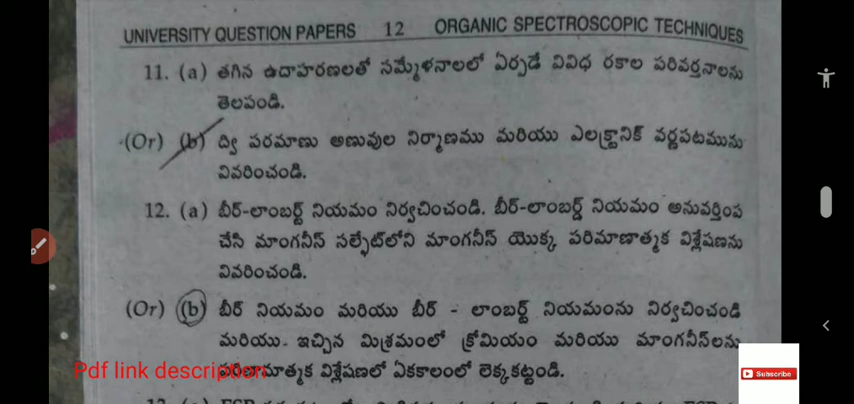 UNIVERSITY QUESTION PAPERS 12 ORGANIC SPECTROSCOPIC TECHNIQUES
11. (a) తగిన ఉదాహరణలతో సమ్మేళనాలలో ఏర్పడే వివిధ రకాల పరివర్తనాలను
తెలపండి.
(Or) (b) ద్వి పరమాణు అణువుల నిర్మాణము మరియు ఎలక్ట్రానిక్ వర్ణపటమును
వివరించండి.
12. (a) బీర్-లాంబర్ట్ నియమం నిర్వచించండి. బీర్-లాంబర్ట్ నియమం అనువర్తింప
చేసి మాంగనీస్ సల్ఫేట్‌లోని మాంగనీస్ యొక్క పరిమాణాత్మక విశ్లేషణను
వివరించండి.
(Or) (b) బీర్ నియమం మరియు బీర్ - లాంబర్ట్ నియమంను నిర్వచించండి
మరియు ఇచ్చిన మిశ్రమంలో క్రోమియం మరియు మాంగనీస్‌లను
Pdf link description
పరిమాణాత్మక విశ్లేషణలో ఏకకాలంలో లెక్కకట్టండి.
Subscribe